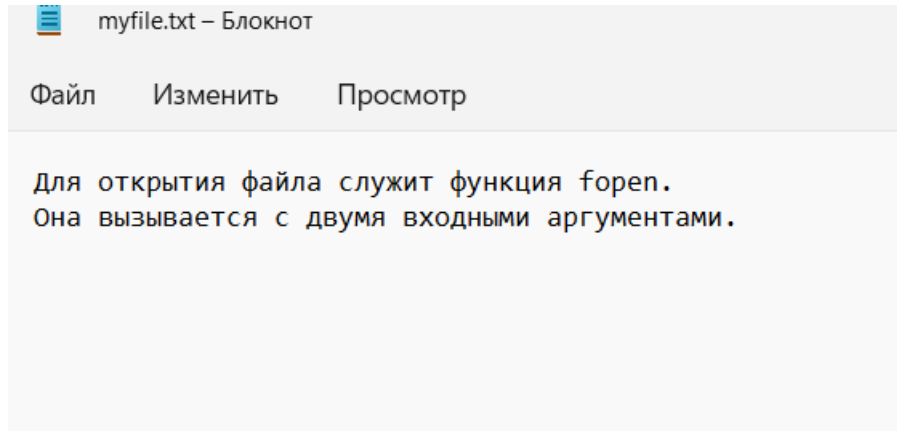 myfile.txt – Блокнот
Файл Изменить Просмотр
Для открытия файла служит функция fopen.
Она вызывается с двумя входными аргументами.